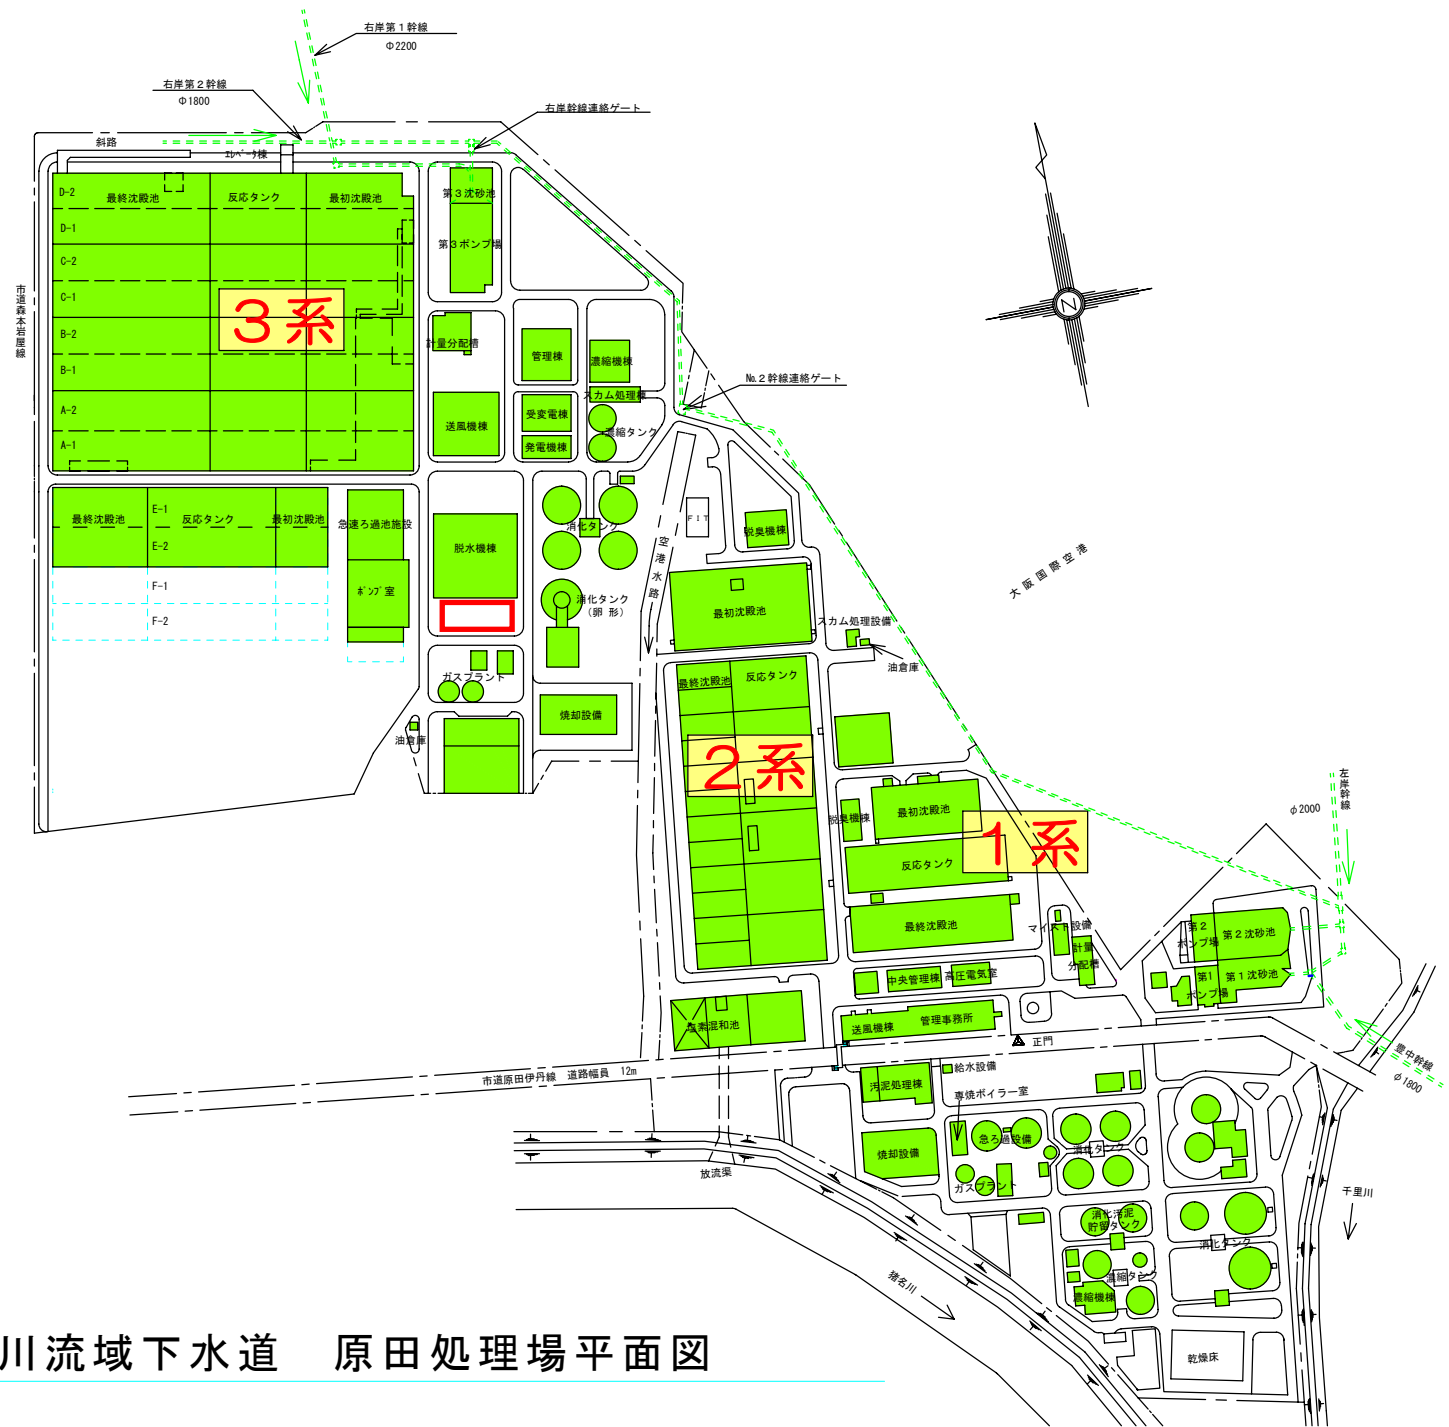 右岸第１幹線
Φ2200
右岸第２幹線
Φ1800
右岸幹線連絡ゲート
斜路
ｴﾚﾍﾞｰﾀ棟
市道森本岩屋線
D-2
最終沈殿池
反応タンク
最初沈殿池
D-1
C-2
C-1
B-2
B-1
A-2
A-1
３系
第３沈砂池
第３ポンプ場
計量分配槽
管理棟
濃縮機棟
スカム処理棟
送風機棟
受変電棟
発電機棟
濃縮タンク
№２幹線連絡ゲート
最終沈殿池
E-1
反応タンク
最初沈殿池
E-2
F-1
F-2
急速ろ過池施設
ﾎﾟﾝﾌﾟ室
脱水機棟
消化タンク
消化タンク
（卵 形）
ガスプラント
油倉庫
焼却設備
空港水路
ＦＩＴ
脱臭機棟
大阪国際空港
最初沈殿池
スカム処理設備
油倉庫
最終沈殿池
反応タンク
２系
脱臭機棟
最初沈殿池
１系
反応タンク
最終沈殿池
マイスト設備
計量
分配槽
中央管理棟
高圧電気室
塩素混和池
送風機棟
管理事務所
正門
左岸幹線
φ2000
第２
ポンプ場
第２沈砂池
第1
ポンプ場
第１沈砂池
豊中幹線
φ1800
市道原田伊丹線　道路幅員　12m
汚泥処理棟
給水設備
専焼ボイラー室
焼却設備
急ろ過設備
消化タンク
ガスプラント
放流渠
消化汚泥
貯留タンク
消化タンク
濃縮タンク
濃縮機棟
乾燥床
千里川
猪名川
N
川流域下水道　原田処理場平面図